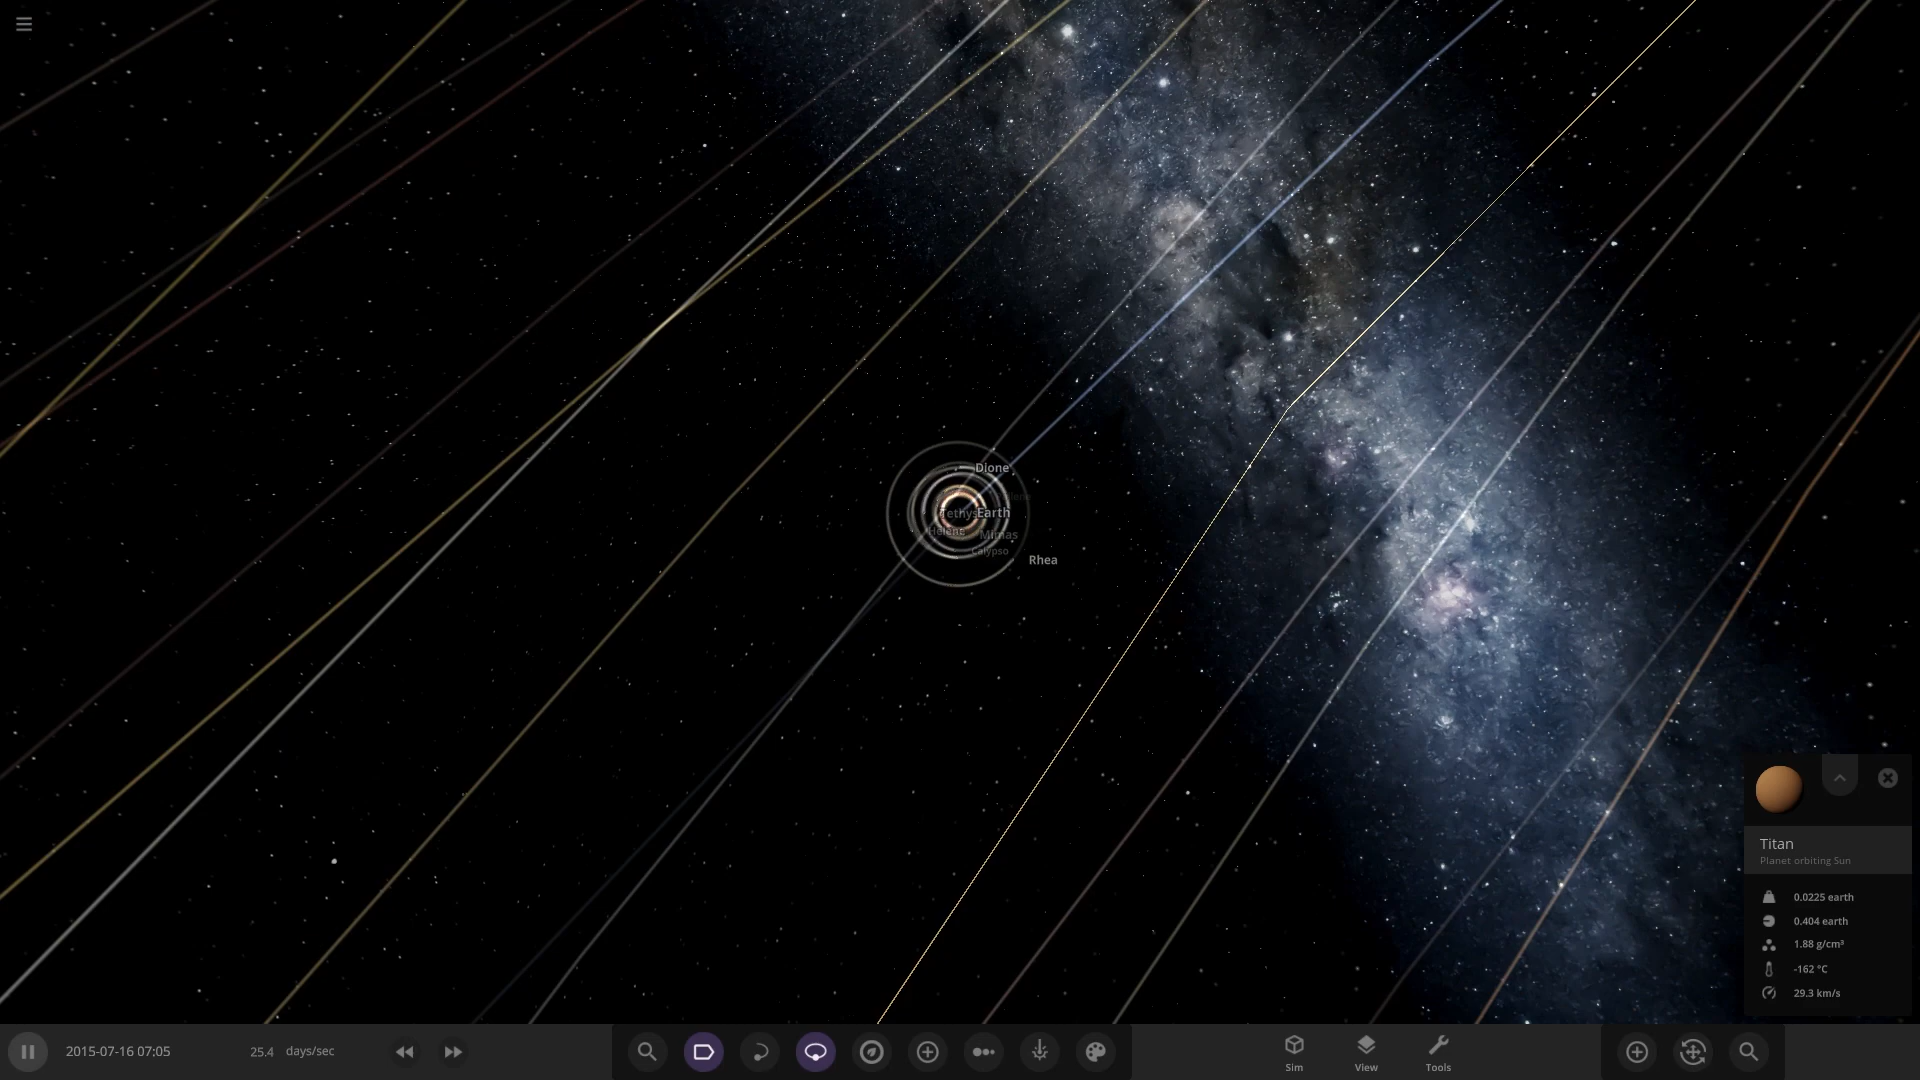 Dione
Tethys
Earth
Helene
Mimas
Calypso
Rhea
Titan
Planet orbiting Sun
0.0225 earth
0.404 earth
1.88 g/cm³
-162 °C
29.3 km/s
2015-07-16 07:05
25.4 days/sec
Sim
View
Tools